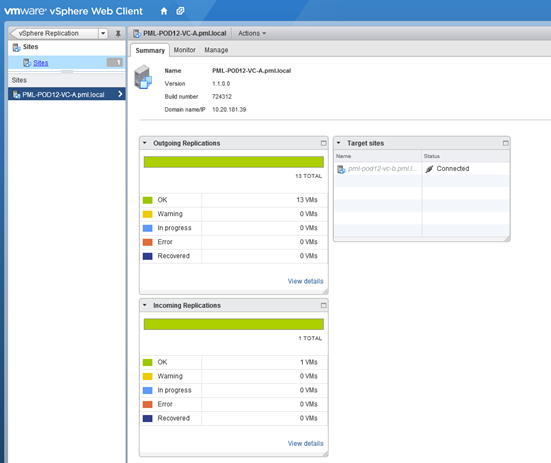 vmware® vSphere Web Client
vSphere Replication
Sites
Sites 1
Sites
PML-POD12-VC-A.pml.local
PML-POD12-VC-A.pml.local Actions
Summary Monitor Manage
Name PML-POD12-VC-A.pml.local
Version 1.1.0.0
Build number 724312
Domain name/IP 10.20.181.39
Outgoing Replications
13 TOTAL
OK 13 VMs
Warning 0 VMs
In progress 0 VMs
Error 0 VMs
Recovered 0 VMs
View details
Target sites
Name Status
pml-pod12-vc-b.pml.l... Connected
Incoming Replications
1 TOTAL
OK 1 VMs
Warning 0 VMs
In progress 0 VMs
Error 0 VMs
Recovered 0 VMs
View details